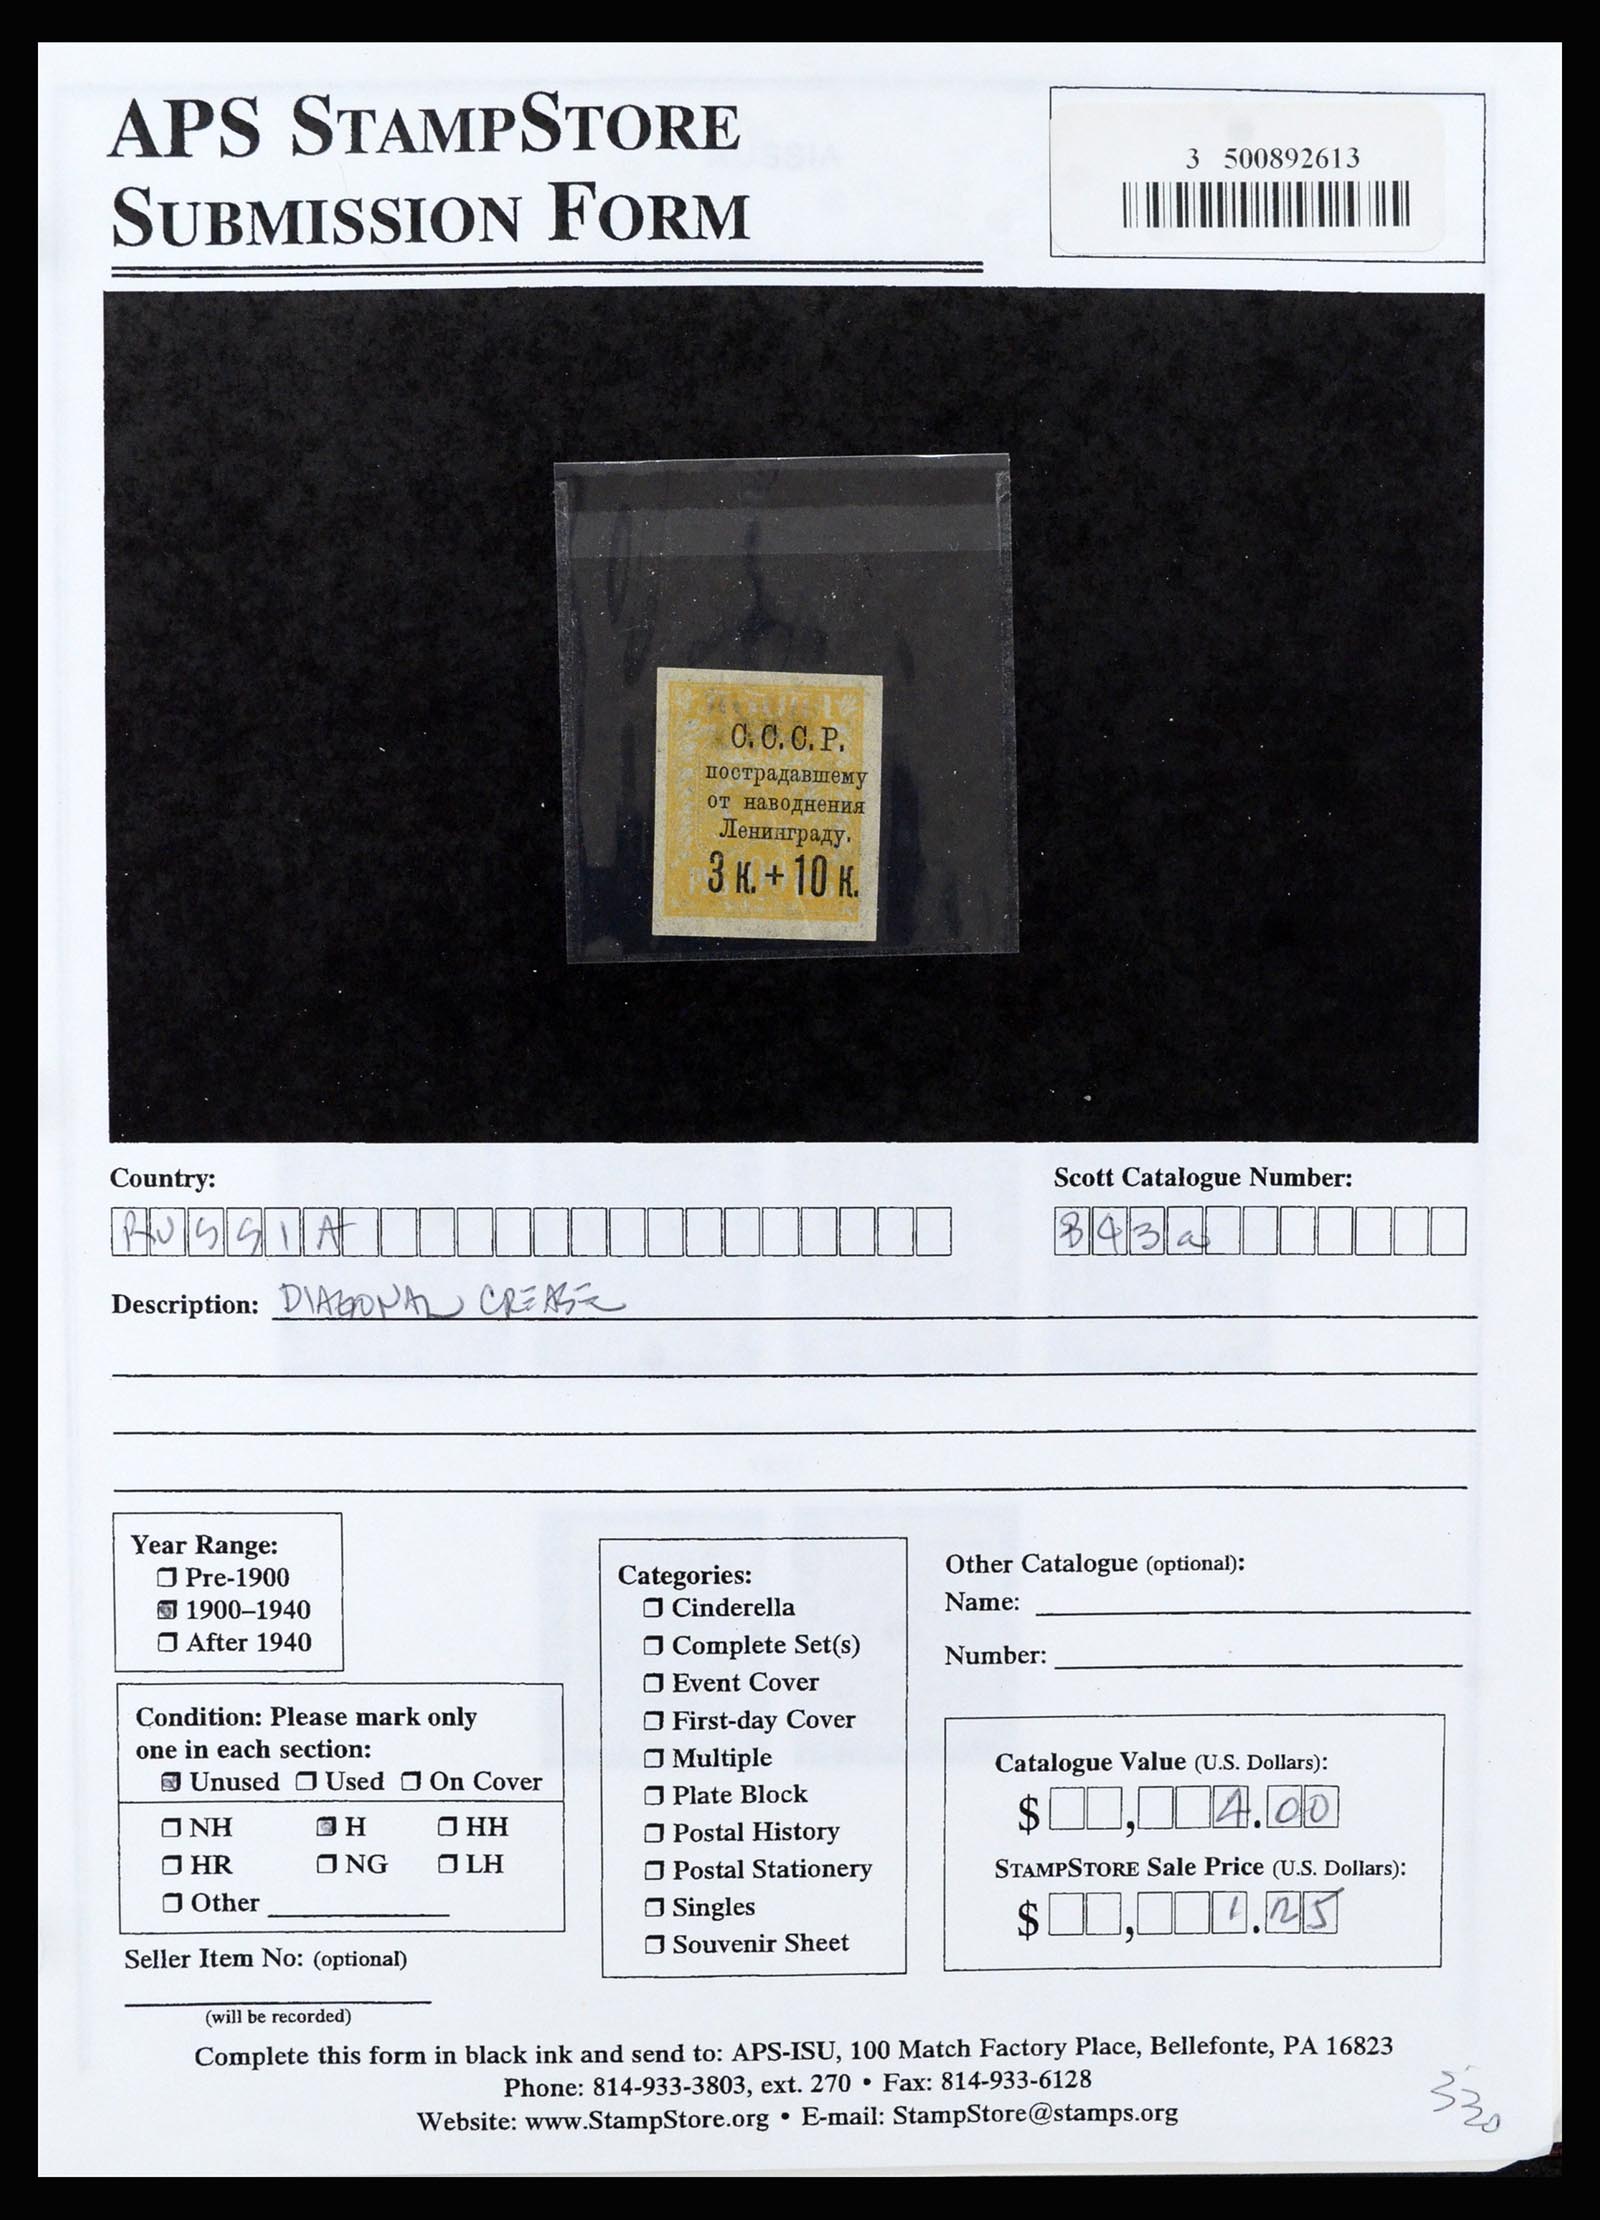 APS STAMPSTORE
SUBMISSION FORM
3 500892613
С. С. С. Р.
пострадавшему
от наводнения
Ленинграду.
3 к. + 10 к.
Country:
RUSSIA
Scott Catalogue Number:
843a
Description: DIAGONAL CREASE
Year Range:
Pre-1900
1900–1940
After 1940
Condition: Please mark only
one in each section:
Unused Used On Cover
NH H HH
HR NG LH
Other
Seller Item No: (optional)
(will be recorded)
Categories:
Cinderella
Complete Set(s)
Event Cover
First-day Cover
Multiple
Plate Block
Postal History
Postal Stationery
Singles
Souvenir Sheet
Other Catalogue (optional):
Name:
Number:
Catalogue Value (U.S. Dollars):
$ , 4.00
STAMPSTORE Sale Price (U.S. Dollars):
$ , 1.25
Complete this form in black ink and send to: APS-ISU, 100 Match Factory Place, Bellefonte, PA 16823
Phone: 814-933-3803, ext. 270 • Fax: 814-933-6128
Website: www.StampStore.org • E-mail: StampStore@stamps.org